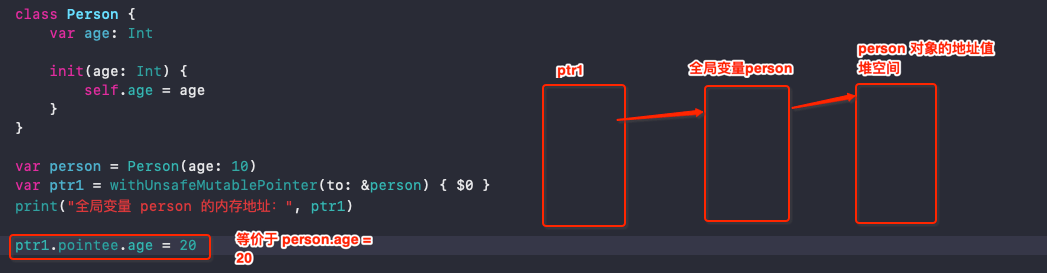 class Person {
    var age: Int
    init(age: Int) {
        self.age = age
    }
}
var person = Person(age: 10)
var ptr1 = withUnsafeMutablePointer(to: &person) { $0 }
print("全局变量 person 的内存地址：", ptr1)
ptr1.pointee.age = 20
等价于 person.age =
20
ptr1
全局变量person
person 对象的地址值
堆空间